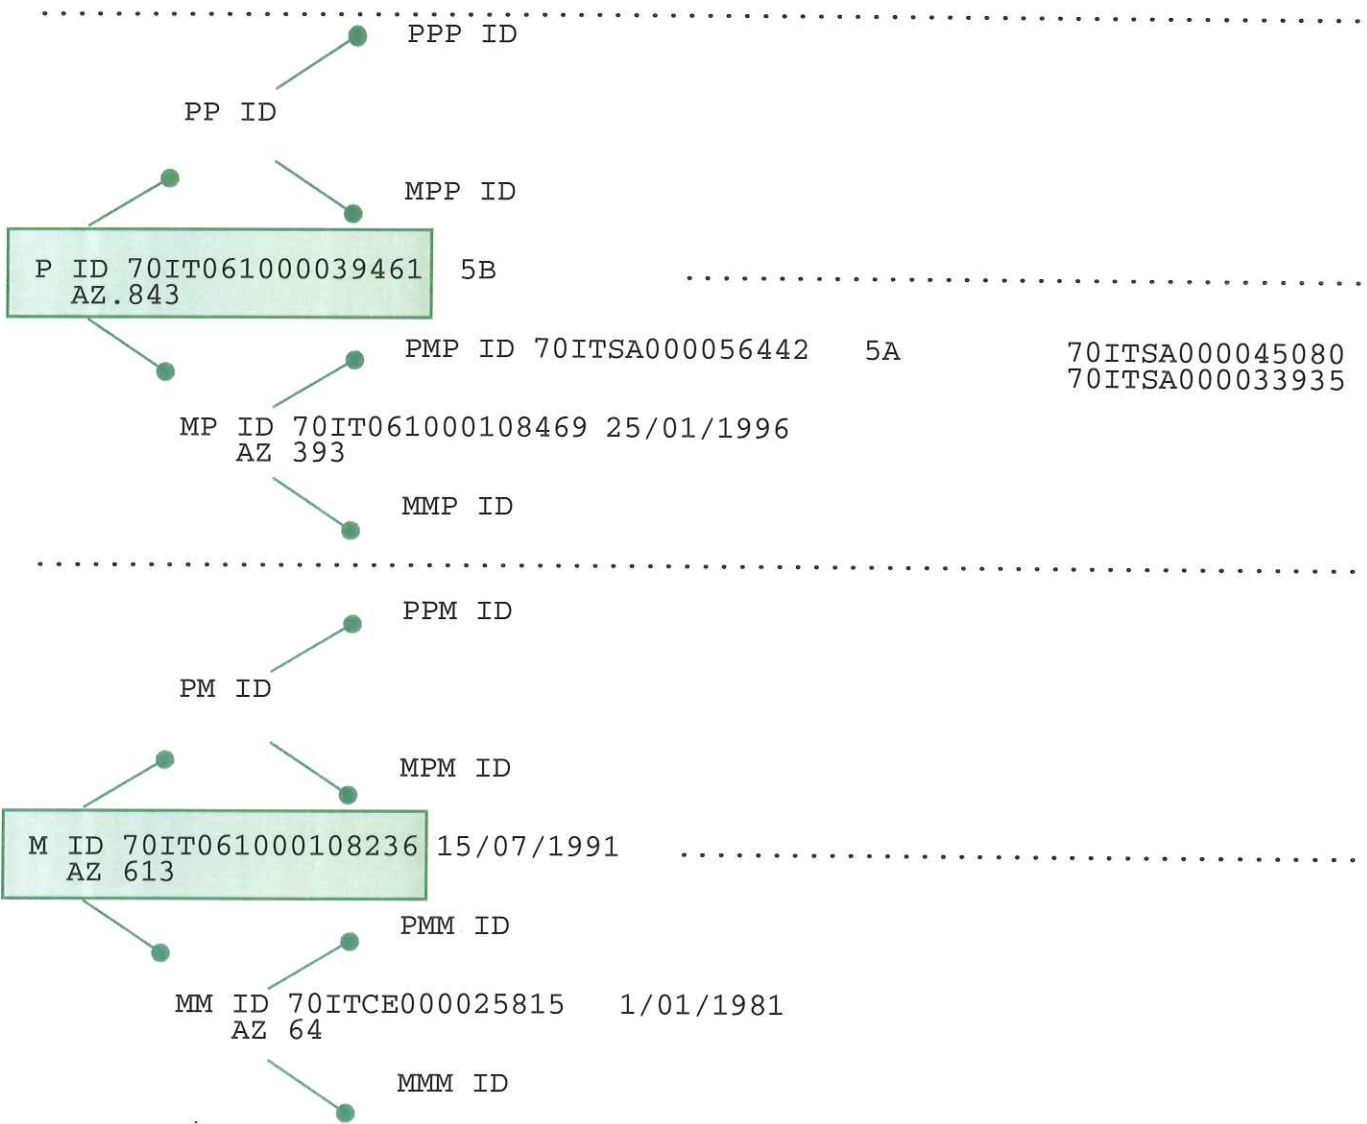 PPP ID
PP ID
MPP ID
P ID 70IT061000039461 5B
AZ.843
PMP ID 70ITSA000056442 5A 70ITSA000045080
70ITSA000033935
MP ID 70IT061000108469 25/01/1996
AZ 393
MMP ID
PPM ID
PM ID
MPM ID
M ID 70IT061000108236 15/07/1991
AZ 613
PMM ID
MM ID 70ITCE000025815 1/01/1981
AZ 64
MMM ID